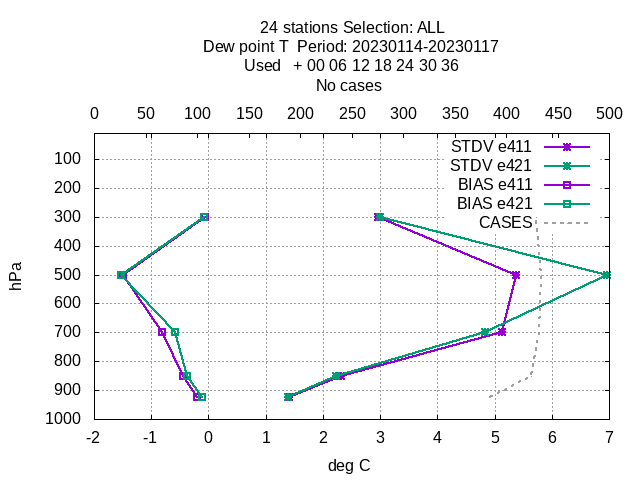 24 stations Selection: ALL
Dew point T  Period: 20230114-20230117
Used   + 00 06 12 18 24 30 36
No cases
0 50 100 150 200 250 300 350 400 450 500
STDV e411
STDV e421
BIAS e411
BIAS e421
CASES
hPa
100
200
300
400
500
600
700
800
900
1000
-2 -1 0 1 2 3 4 5 6 7
deg C